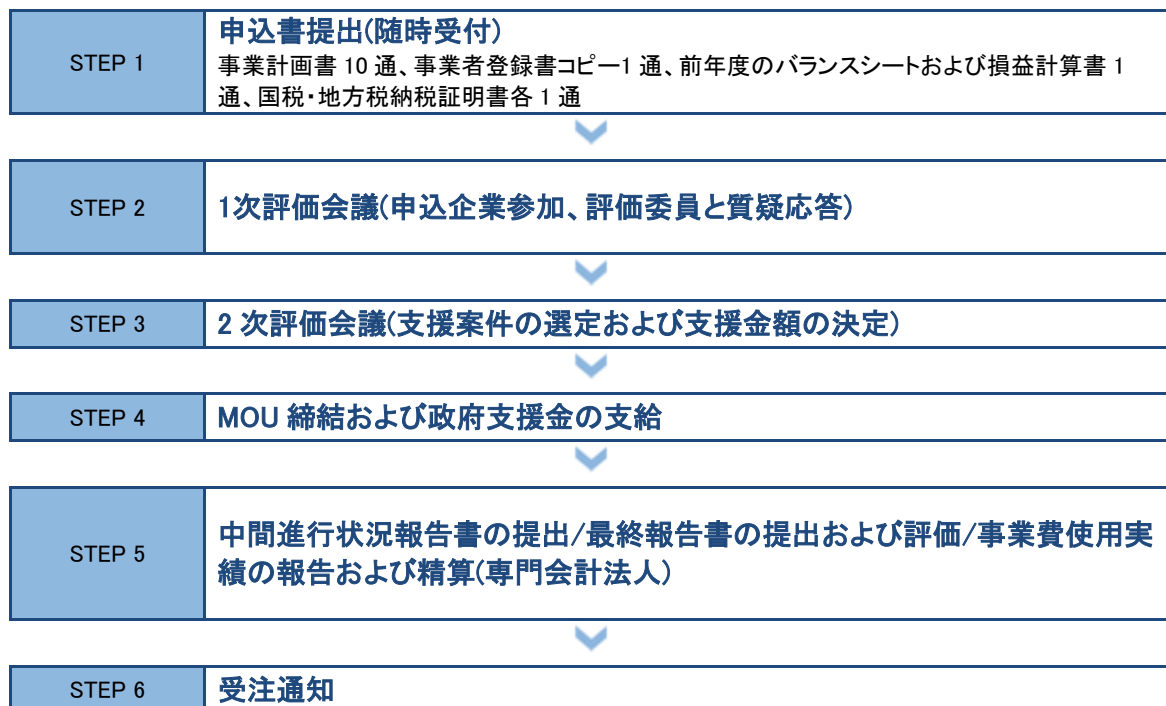 STEP 1
申込書提出(随時受付)
事業計画書 10 通、事業者登録書コピー1 通、前年度のバランスシートおよび損益計算書 1
通、国税・地方税納税証明書各 1 通
STEP 2
1次評価会議(申込企業参加、評価委員と質疑応答)
STEP 3
2 次評価会議(支援案件の選定および支援金額の決定)
STEP 4
MOU 締結および政府支援金の支給
STEP 5
中間進行状況報告書の提出/最終報告書の提出および評価/事業費使用実
績の報告および精算(専門会計法人)
STEP 6
受注通知